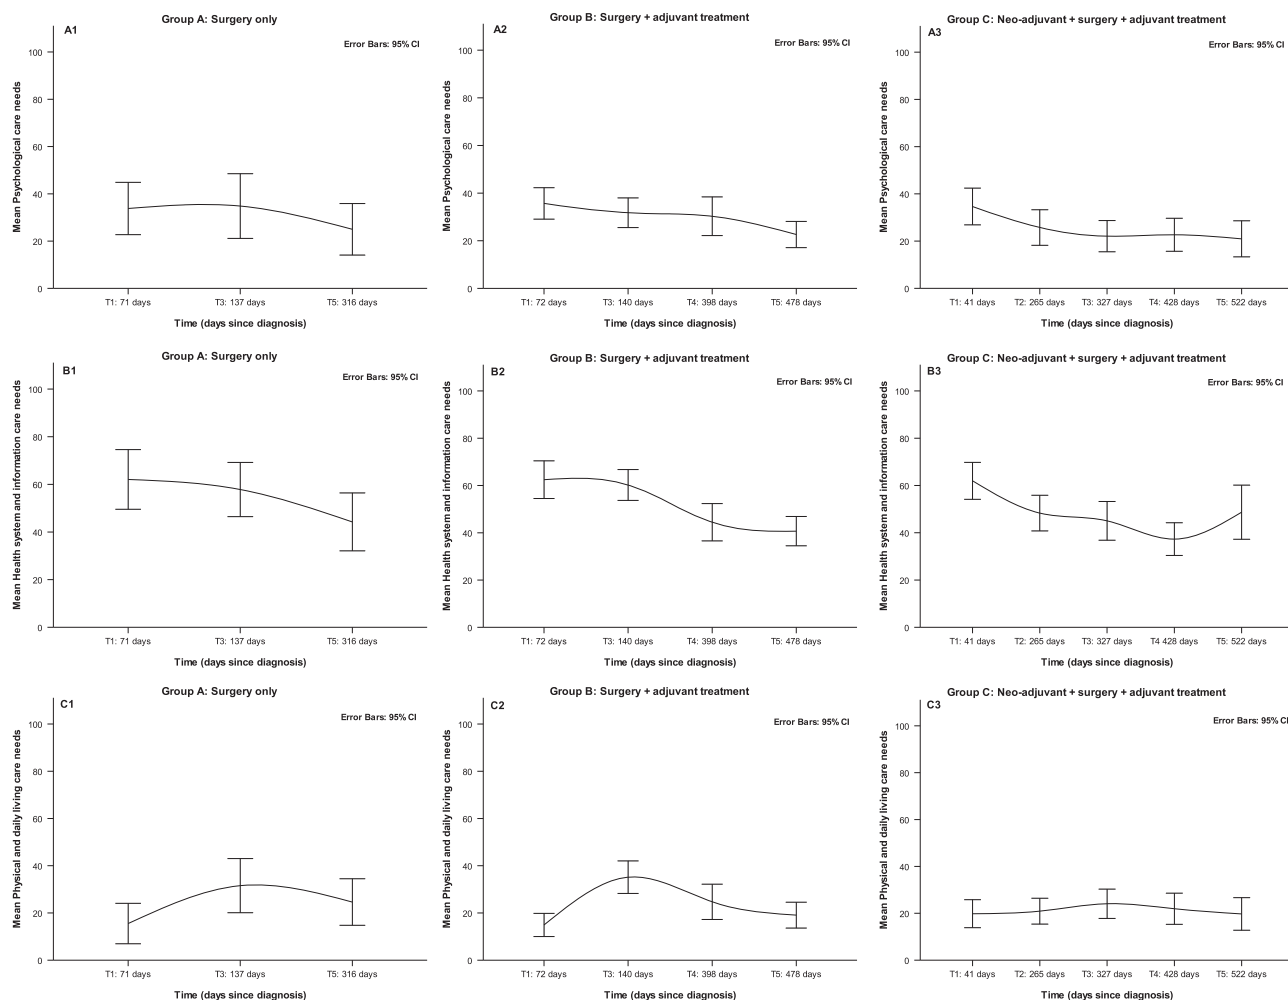 Group A: Surgery only
A1
Error Bars: 95% CI
Mean Psychological care needs
100
80
60
40
20
0
T1: 71 days T3: 137 days T5: 316 days
Time (days since diagnosis)
Group B: Surgery + adjuvant treatment
A2
Error Bars: 95% CI
Mean Psychological care needs
100
80
60
40
20
0
T1: 72 days T3: 140 days T4: 398 days T5: 478 days
Time (days since diagnosis)
Group C: Neo-adjuvant + surgery + adjuvant treatment
A3
Error Bars: 95% CI
Mean Psychological care needs
100
80
60
40
20
0
T1: 41 days T2: 265 days T3: 327 days T4: 428 days T5: 522 days
Time (days since diagnosis)
Group A: Surgery only
B1
Error Bars: 95% CI
Mean Health system and information care needs
100
80
60
40
20
0
T1: 71 days T3: 137 days T5: 316 days
Time (days since diagnosis)
Group B: Surgery + adjuvant treatment
B2
Error Bars: 95% CI
Mean Health system and information care needs
100
80
60
40
20
0
T1: 72 days T3: 140 days T4: 398 days T5: 478 days
Time (days since diagnosis)
Group C: Neo-adjuvant + surgery + adjuvant treatment
B3
Error Bars: 95% CI
Mean Health system and information care needs
100
80
60
40
20
0
T1: 41 days T2: 265 days T3: 327 days T4 428 days T5: 522 days
Time (days since diagnosis)
Group A: Surgery only
C1
Error Bars: 95% CI
Mean Physical and daily living care needs
100
80
60
40
20
0
T1: 71 days T3: 137 days T5: 316 days
Time (days since diagnosis)
Group B: Surgery + adjuvant treatment
C2
Error Bars: 95% CI
Mean Physical and daily living care needs
100
80
60
40
20
0
T1: 72 days T3: 140 days T4: 398 days T5: 478 days
Time (days since diagnosis)
Group C: Neo-adjuvant + surgery + adjuvant treatment
C3
Error Bars: 95% CI
Mean Physical and daily living care needs
100
80
60
40
20
0
T1: 41 days T2: 265 days T3: 327 days T4: 428 days T5: 522 days
Time (days since diagnosis)